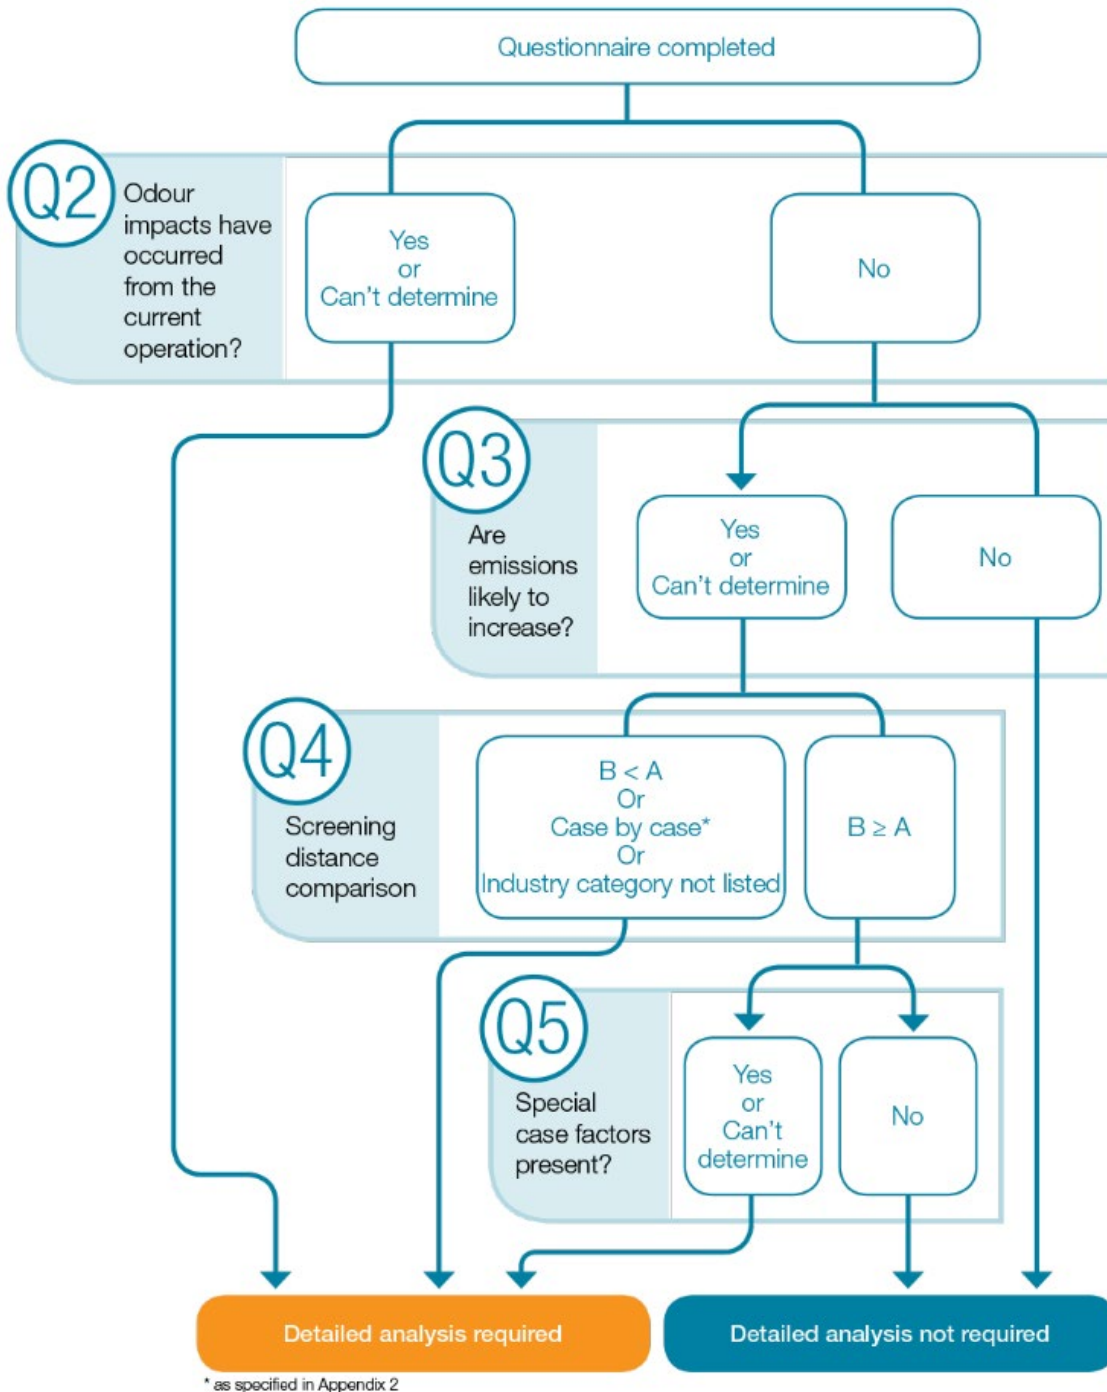 Questionnaire completed
Q2
Odour
impacts have
occurred
from the
current
operation?
Yes
or
Can't determine
No
Q3
Are
emissions
likely to
increase?
Yes
or
Can't determine
No
Q4
Screening
distance
comparison
B < A
Or
Case by case*
Or
Industry category not listed
B ≥ A
Q5
Special
case factors
present?
Yes
or
Can't
determine
No
Detailed analysis required
Detailed analysis not required
* as specified in Appendix 2